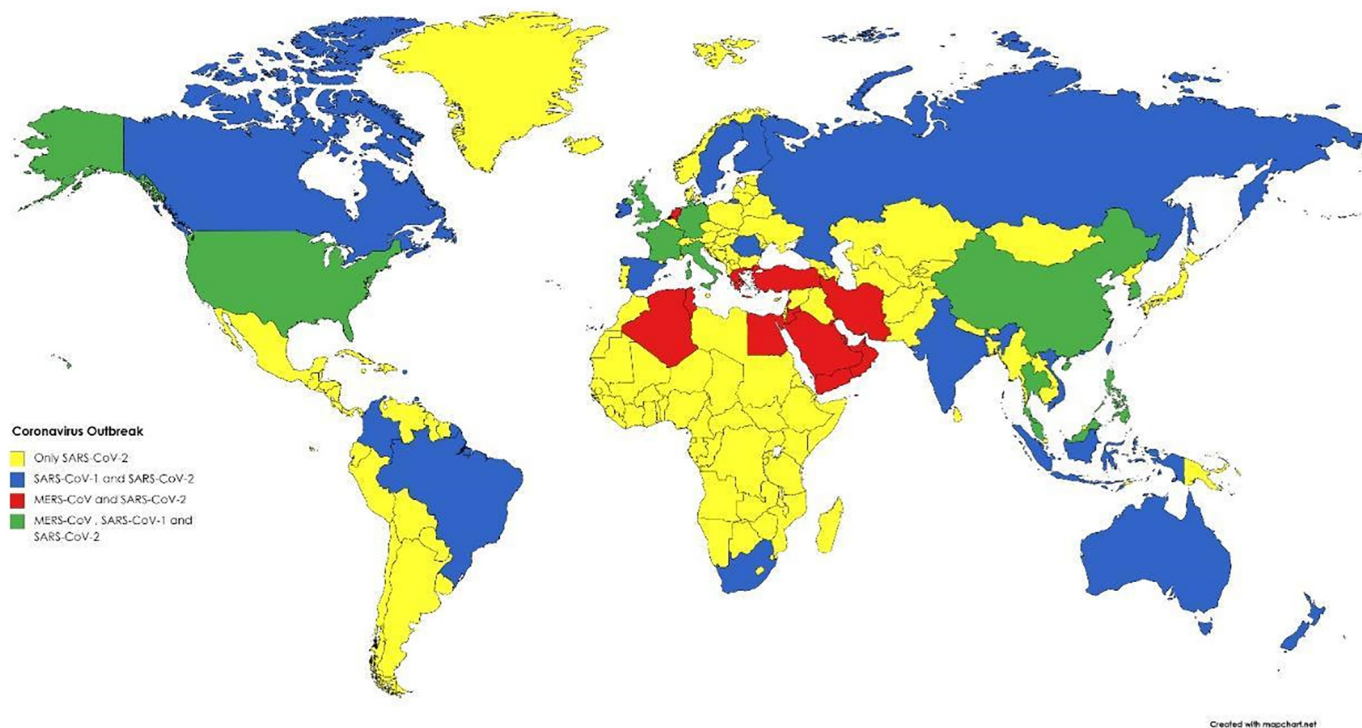 Coronavirus Outbreak
Only SARS-CoV-2
SARS-CoV-1 and SARS-CoV-2
MERS-CoV and SARS-CoV-2
MERS-CoV , SARS-CoV-1 and
SARS-CoV-2
Created with mapchart.net